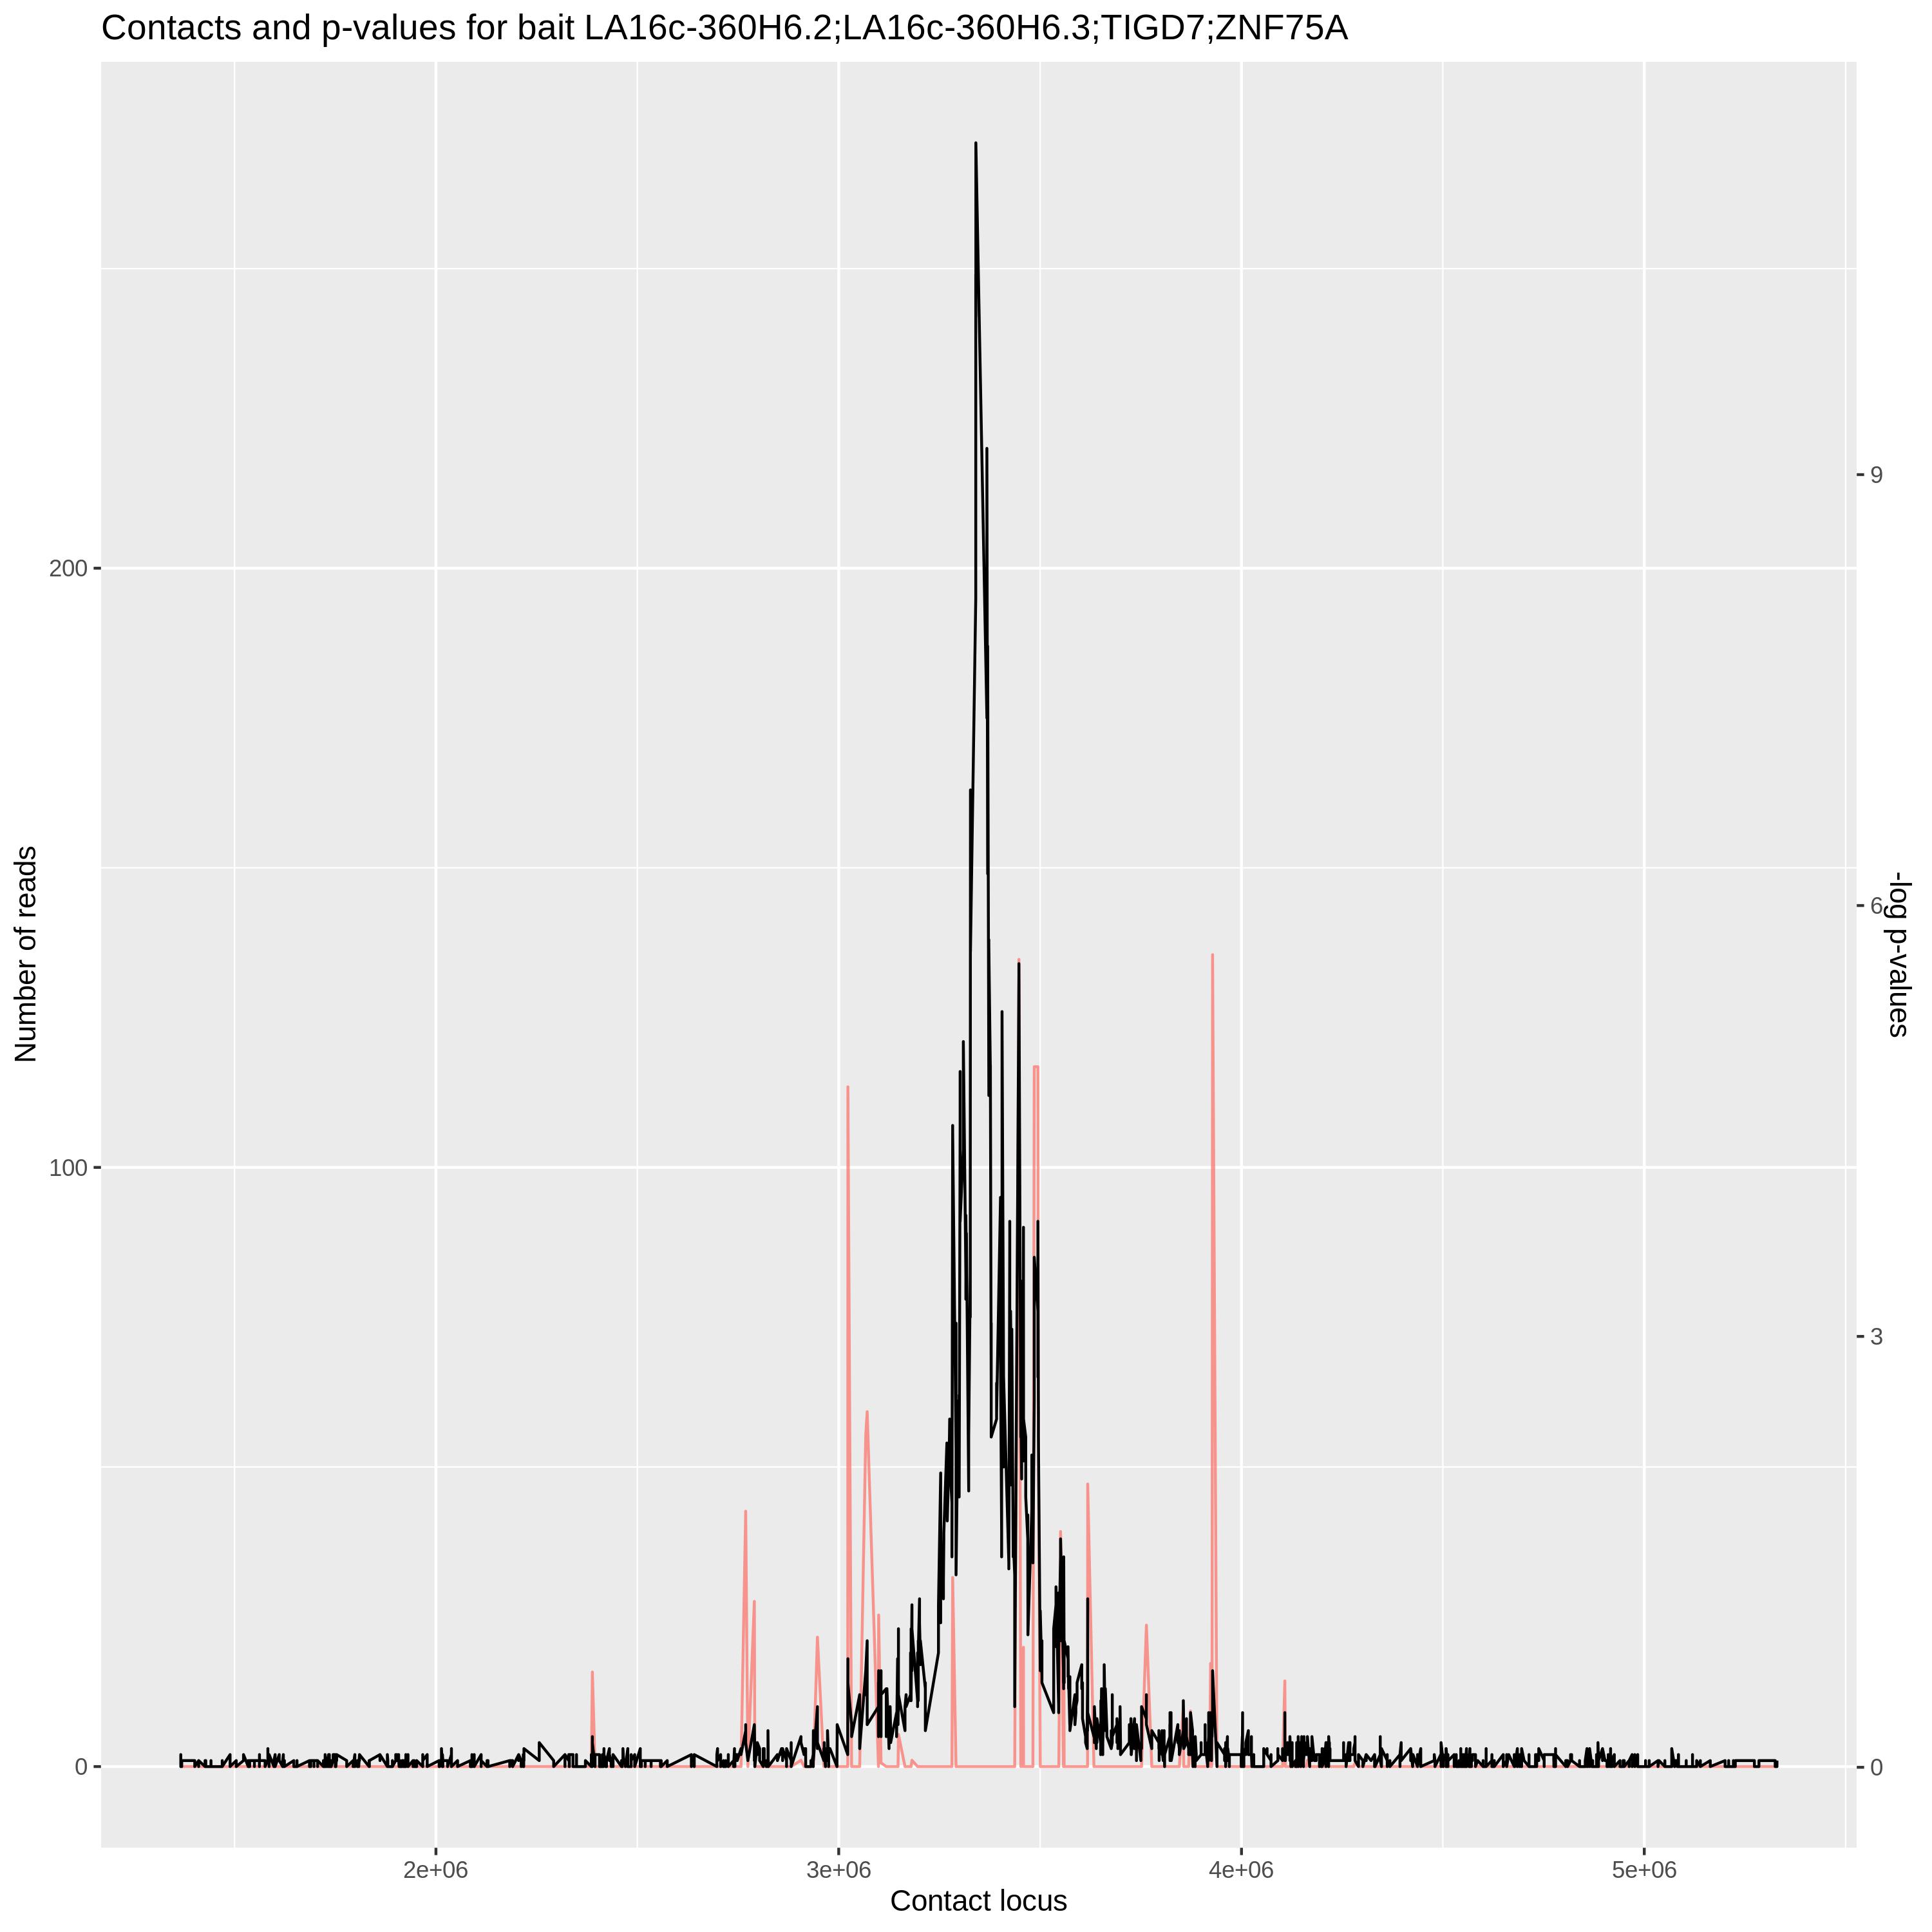 Contacts and p-values for bait LA16c-360H6.2;LA16c-360H6.3;TIGD7;ZNF75A
Number of reads
200
100
0
9
6
3
0
-log p-values
2e+06
3e+06
4e+06
5e+06
Contact locus